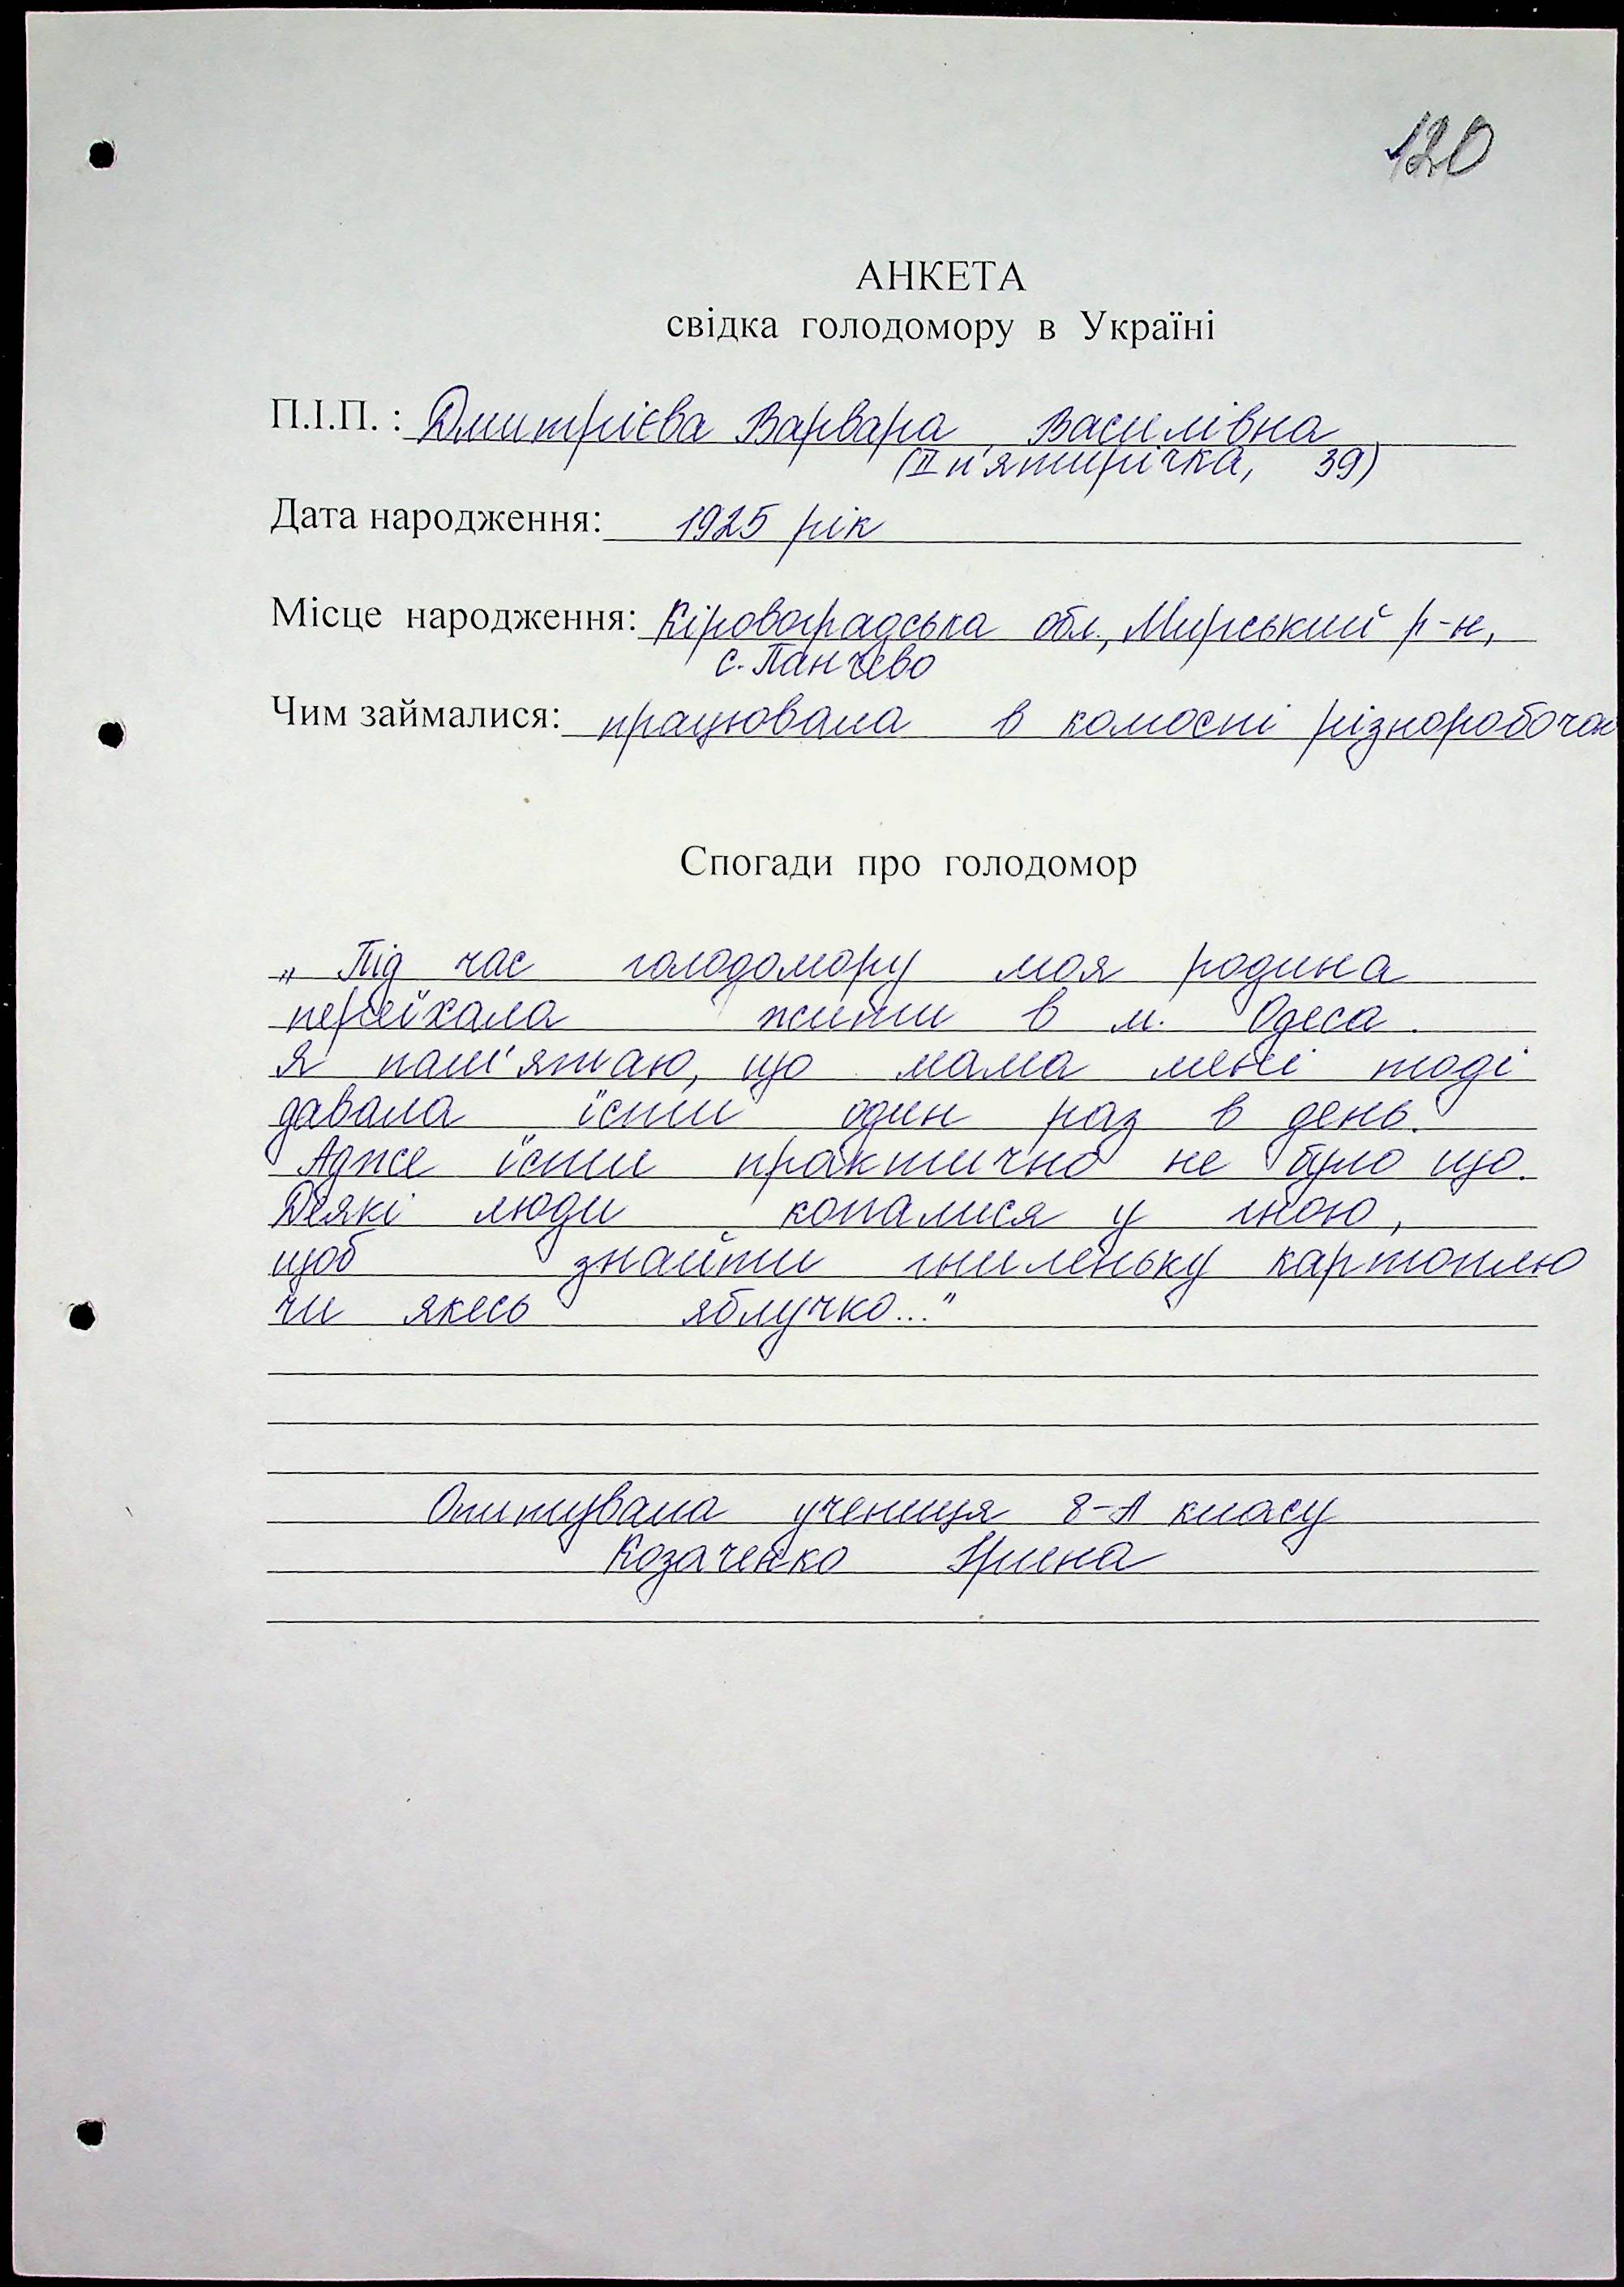 120
АНКЕТА
свідка голодомору в Україні
П.І.П. : Дмитрієва Варвара Василівна
(II п'ятирічка, 39)
Дата народження: 1925 рік
Місце народження: Кіровоградська обл., Мирський р-н,
с. Панчево
Чим займалися: працювала в колоспі різноробочою
Спогади про голодомор
„ Під час голодомору моя родина
переїхала жити в м. Одеса.
Я пам'ятаю, що мама мені тоді
давала їсти один раз в день.
Адже їсти практично не було що.
Деякі люди копалися у гною,
щоб знайти гниленьку картоплю
чи якесь яблучко..."
Опитувала учениця 8-А класу
Козаченко Ірина